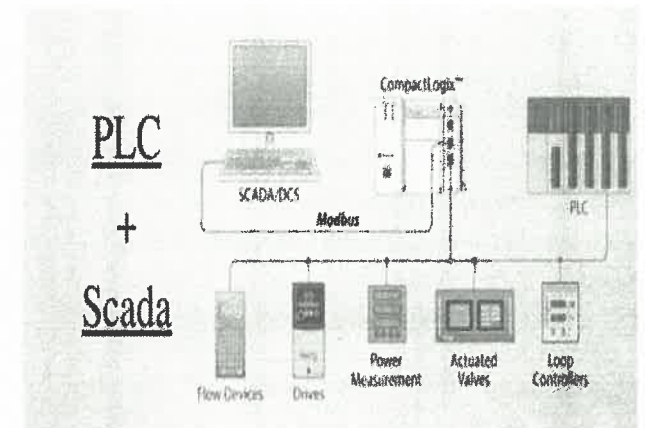 PLC
+
Scada
SCADA/DCS
CompactLogix™
PLC
Modbus
Flow Devices
Drives
Power
Measurement
Actuated
Valves
Loop
Controllers